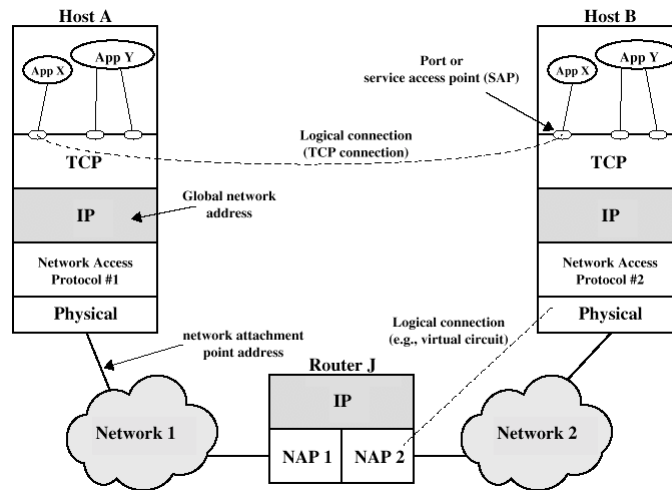 Host A
Host B
App X
App Y
Port or
service access point (SAP)
App X
App Y
Logical connection
(TCP connection)
TCP
TCP
Global network
address
IP
IP
Network Access
Protocol #1
Network Access
Protocol #2
Physical
Physical
network attachment
point address
Logical connection
(e.g., virtual circuit)
Router J
IP
Network 1
NAP 1
NAP 2
Network 2